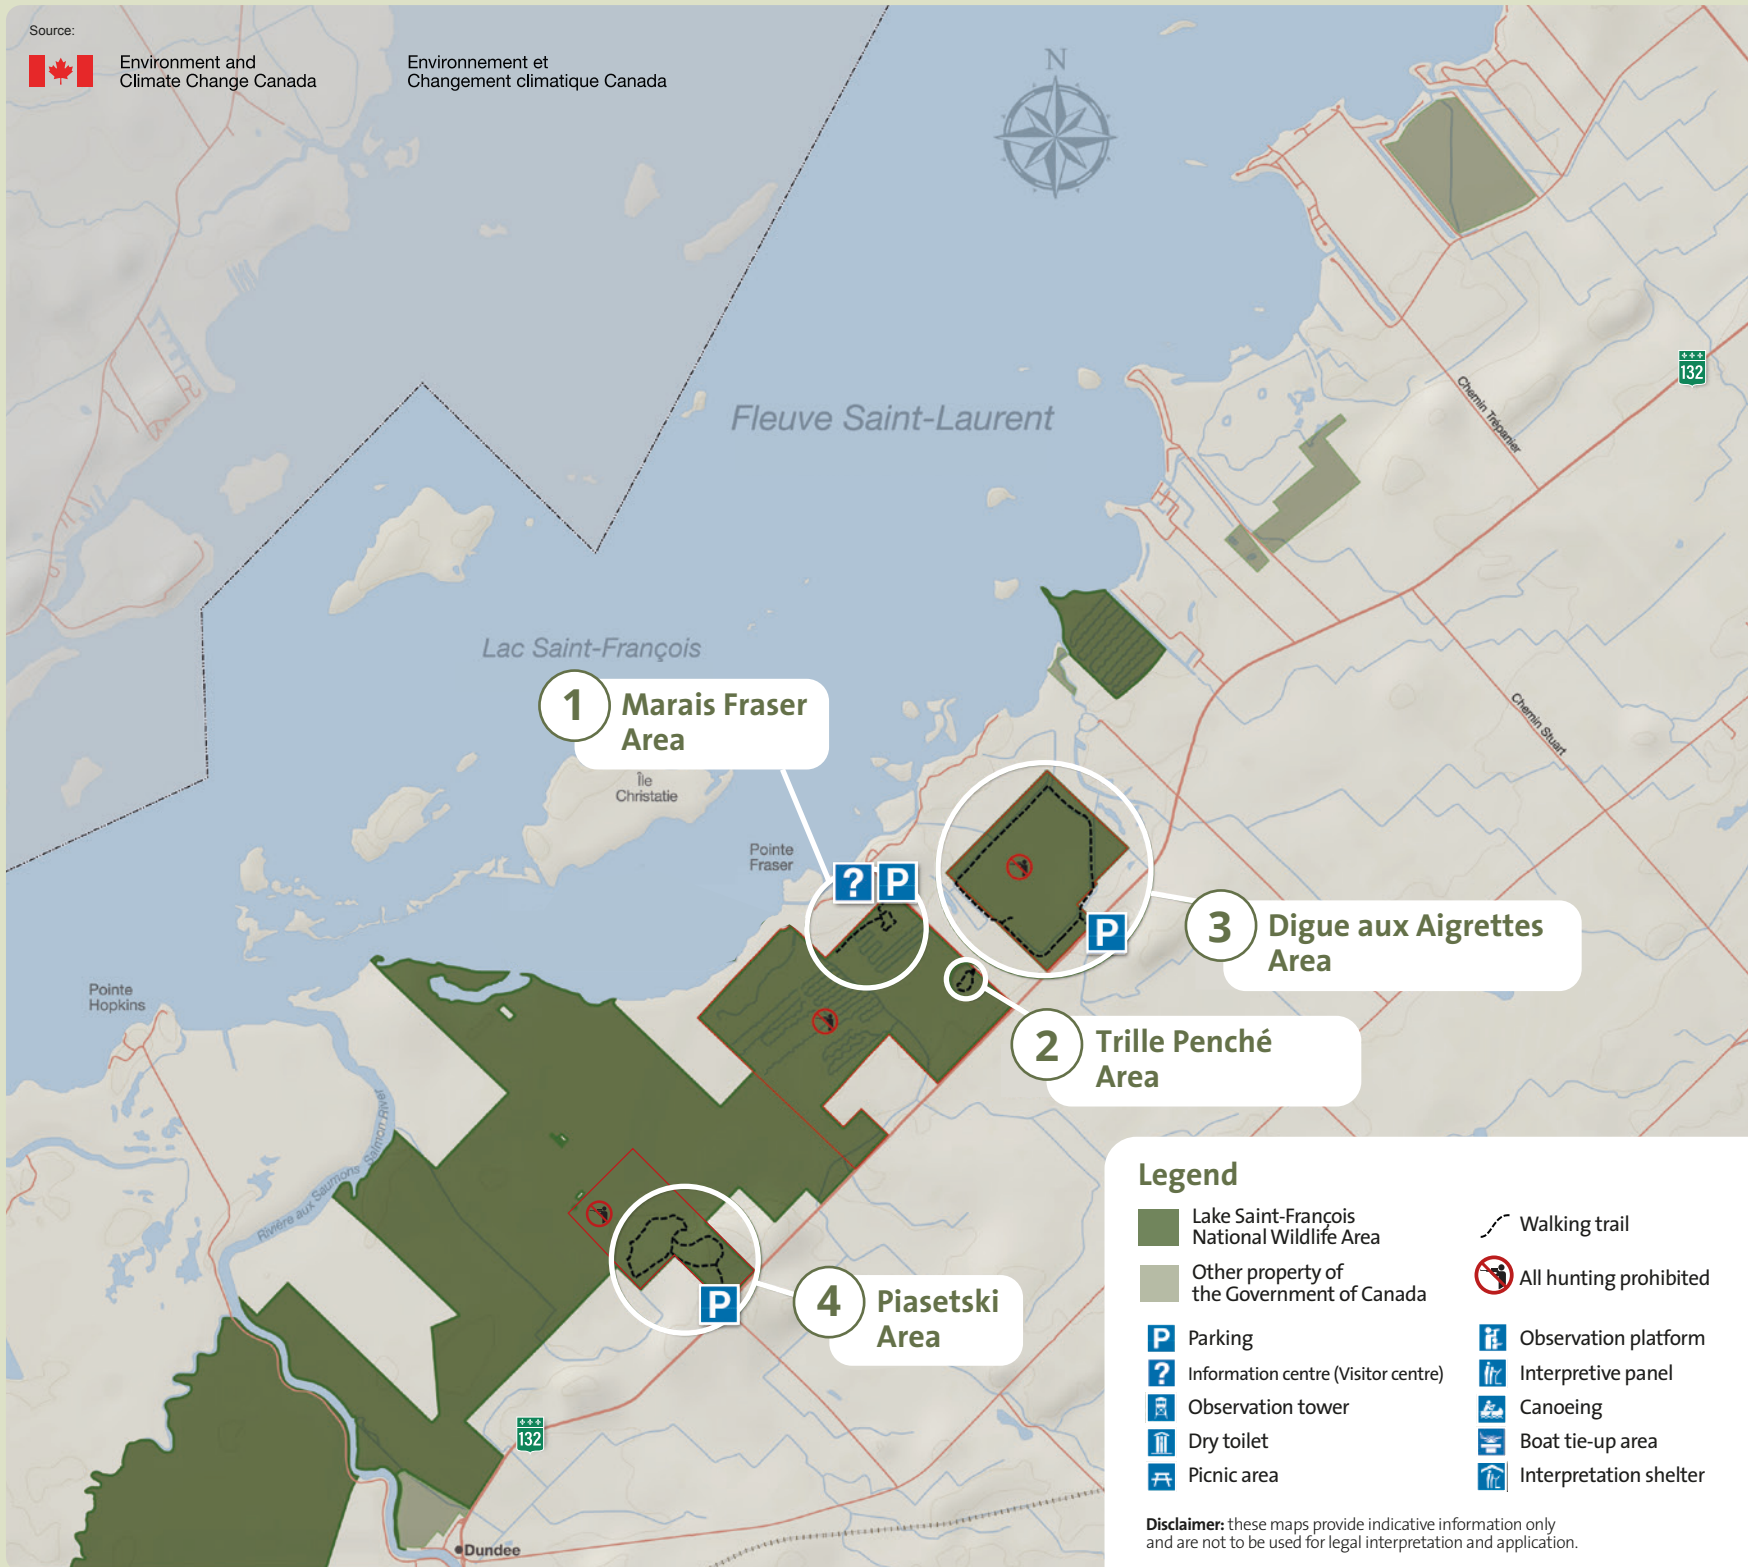 Source:
Environment and
Climate Change Canada
Environnement et
Changement climatique Canada
N
132
Chemin Trépanier
Fleuve Saint-Laurent
Lac Saint-François
1 Marais Fraser
Area
Chemin Stuart
Île
Christatie
Pointe
Fraser
? P
P
3 Digue aux Aigrettes
Area
Pointe
Hopkins
2 Trille Penché
Area
Rivière aux Saumons
Salmon River
P
4 Piasetski
Area
132
Dundee
Legend
Lake Saint-François
National Wildlife Area
Other property of
the Government of Canada
P Parking
? Information centre (Visitor centre)
Observation tower
Dry toilet
Picnic area
Walking trail
All hunting prohibited
Observation platform
Interpretive panel
Canoeing
Boat tie-up area
Interpretation shelter
Disclaimer: these maps provide indicative information only
and are not to be used for legal interpretation and application.